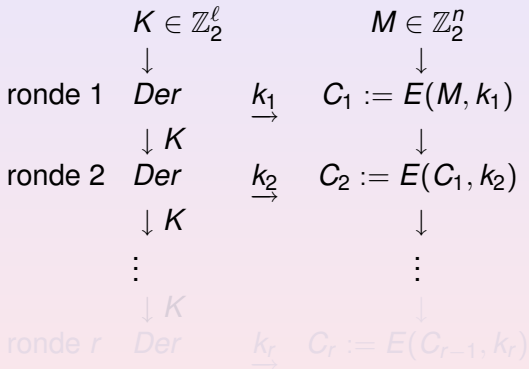 K ∈ ℤ₂^ℓ M ∈ ℤ₂ⁿ
↓ ↓
ronde 1 Der k₁ → C₁ := E(M, k₁)
↓ K ↓
ronde 2 Der k₂ → C₂ := E(C₁, k₂)
↓ K ↓
⋮ ⋮
↓ K ↓
ronde r Der k_r → C_r := E(C_{r−1}, k_r)